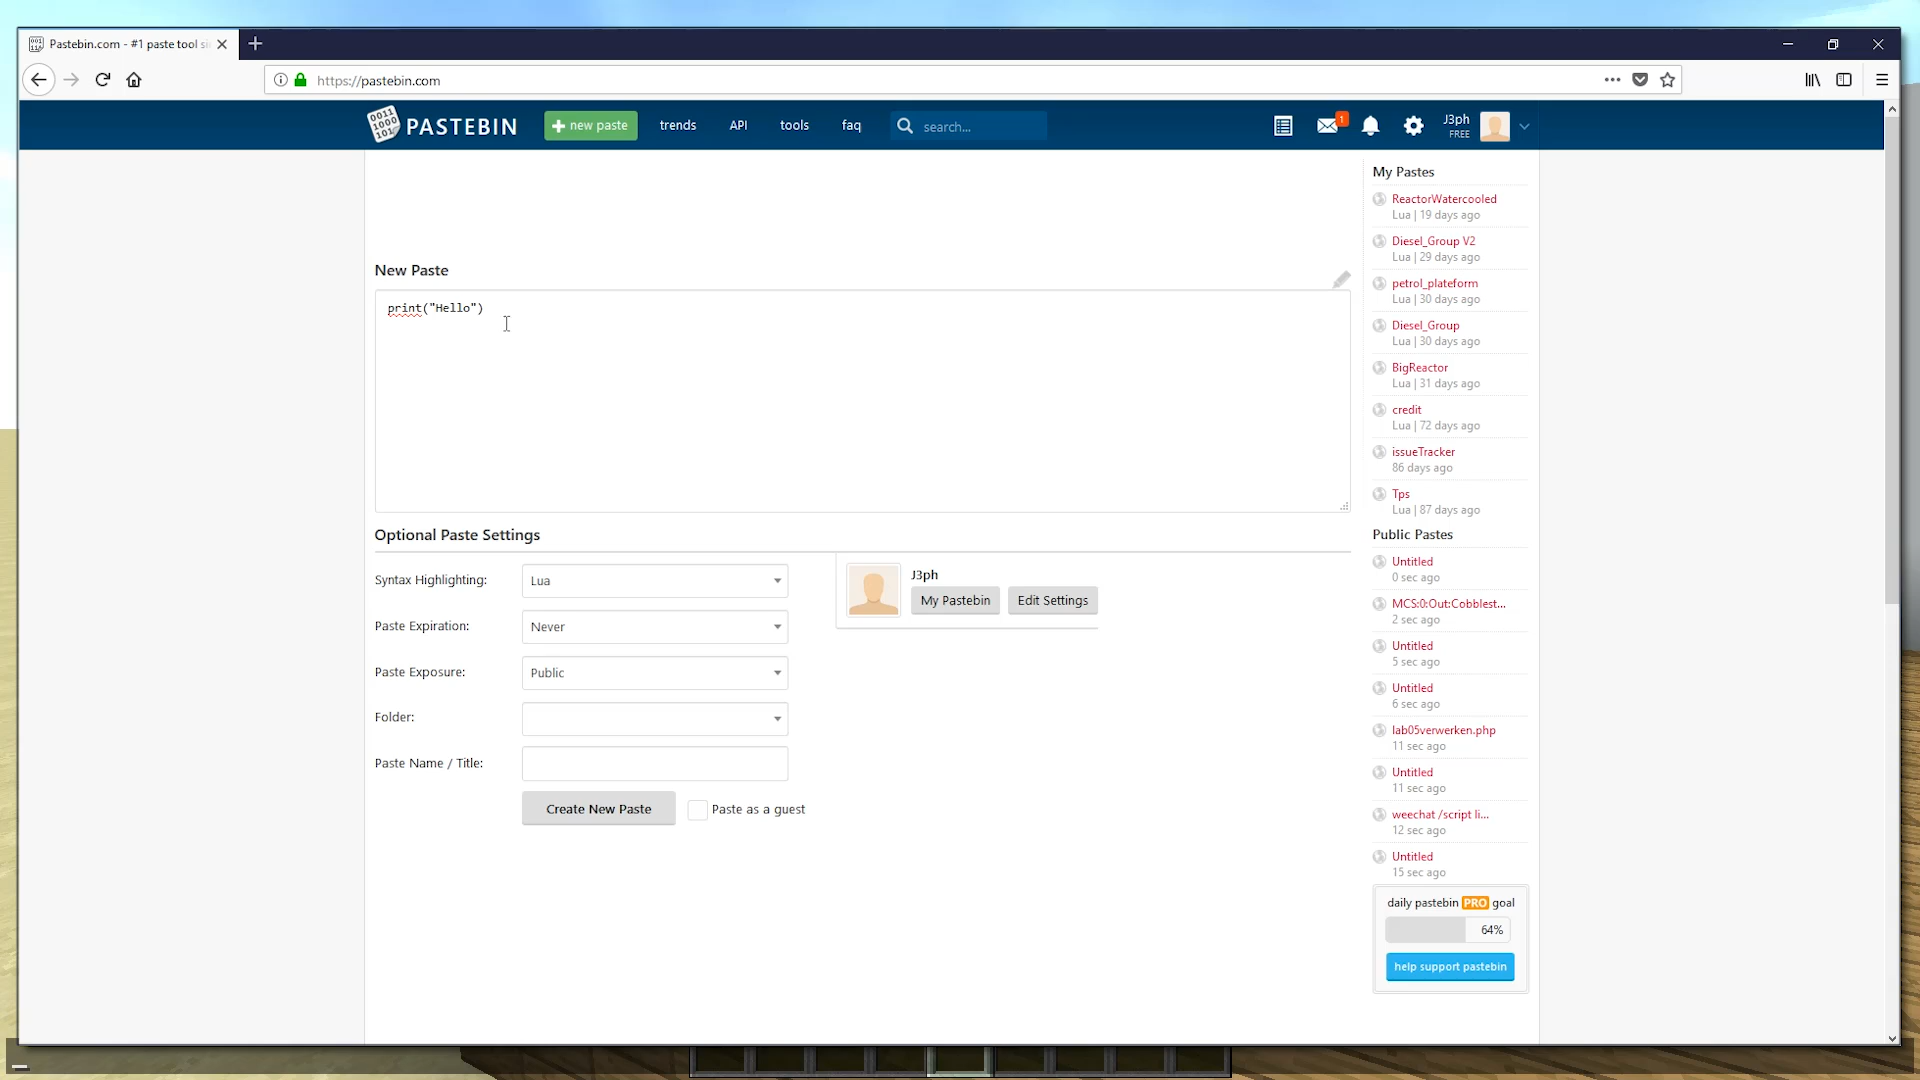 Pastebin.com - #1 paste tool si
https://pastebin.com
PASTEBIN
new paste
trends
API
tools
faq
search...
1
J3ph
FREE
New Paste
print("Hello")
Optional Paste Settings
Syntax Highlighting:
Lua
Paste Expiration:
Never
Paste Exposure:
Public
Folder:
Paste Name / Title:
Create New Paste
Paste as a guest
J3ph
My Pastebin
Edit Settings
My Pastes
ReactorWatercooled
Lua | 19 days ago
Diesel_Group V2
Lua | 29 days ago
petrol_plateform
Lua | 30 days ago
Diesel_Group
Lua | 30 days ago
BigReactor
Lua | 31 days ago
credit
Lua | 72 days ago
issueTracker
86 days ago
Tps
Lua | 87 days ago
Public Pastes
Untitled
0 sec ago
MCS:0:Out:Cobblest...
2 sec ago
Untitled
5 sec ago
Untitled
6 sec ago
lab05verwerken.php
11 sec ago
Untitled
11 sec ago
weechat /script li...
12 sec ago
Untitled
15 sec ago
daily pastebin PRO goal
64%
help support pastebin